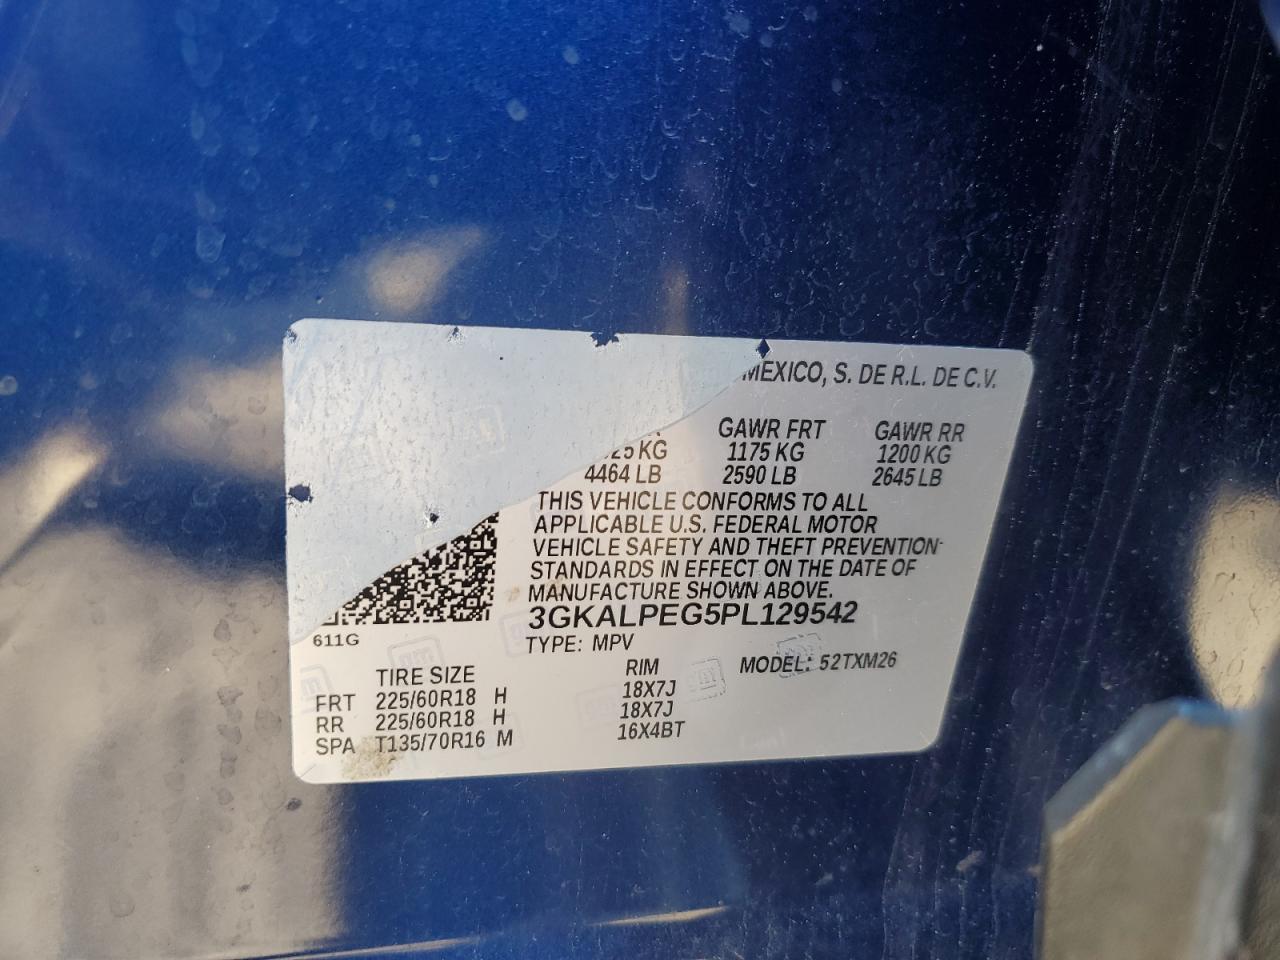 MEXICO, S. DE R.L. DE C.V.
GAWR FRT GAWR RR
25 KG 1175 KG 1200 KG
4464 LB 2590 LB 2645 LB
THIS VEHICLE CONFORMS TO ALL
APPLICABLE U.S. FEDERAL MOTOR
VEHICLE SAFETY AND THEFT PREVENTION
STANDARDS IN EFFECT ON THE DATE OF
MANUFACTURE SHOWN ABOVE.
3GKALPEG5PL129542
611G
TYPE: MPV
MODEL: 52TXM26
TIRE SIZE RIM
FRT 225/60R18 H 18X7J
RR 225/60R18 H 18X7J
SPA T135/70R16 M 16X4BT